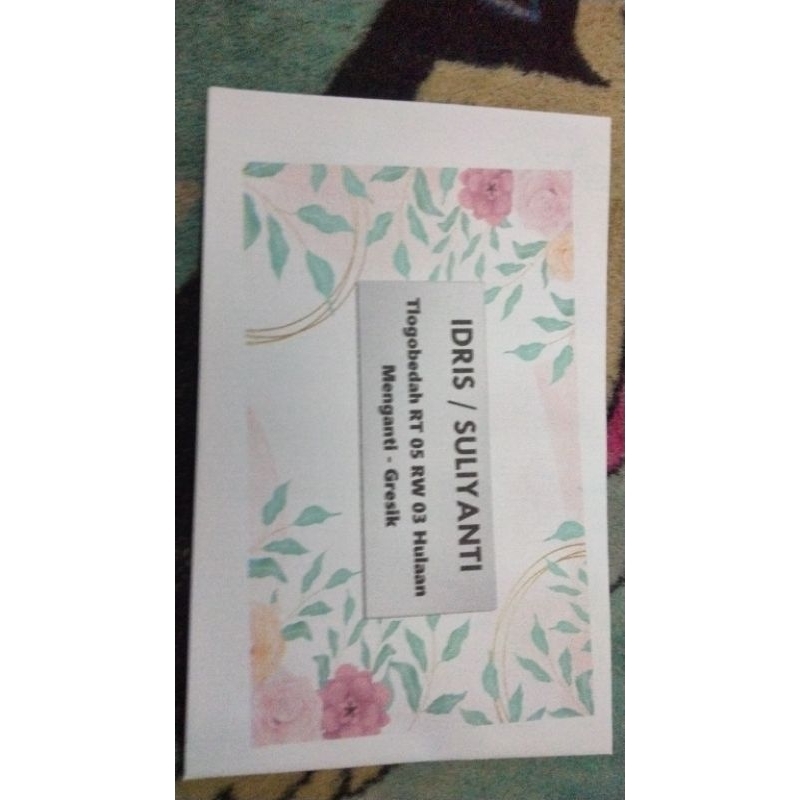 IDRIS / SULIYANTI
Tlogobedah RT 05 RW 03 Hulaan
Menganti - Gresik